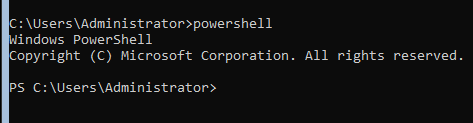 C:\Users\Administrator>powershell
Windows PowerShell
Copyright (C) Microsoft Corporation. All rights reserved.
PS C:\Users\Administrator>